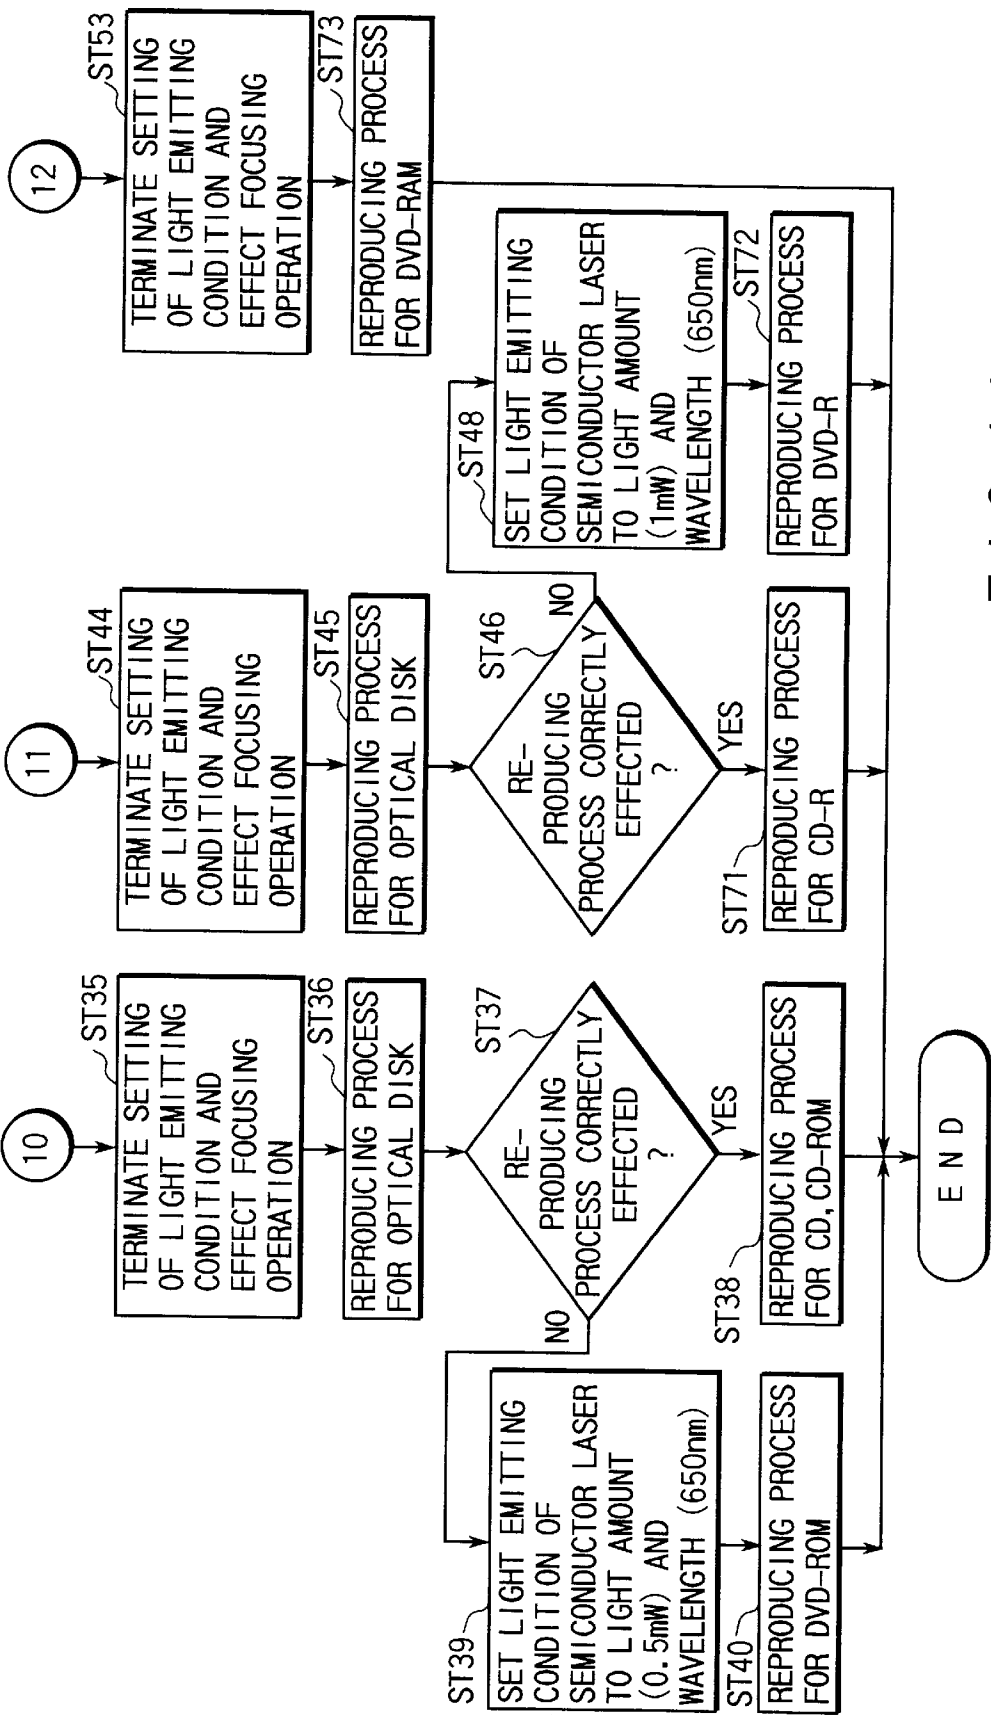 10
ST35
TERMINATE SETTING
OF LIGHT EMITTING
CONDITION AND
EFFECT FOCUSING
OPERATION
ST36
REPRODUCING PROCESS
FOR OPTICAL DISK
ST37
RE-
PRODUCING
PROCESS CORRECTLY
EFFECTED
?
NO
YES
ST39
SET LIGHT EMITTING
CONDITION OF
SEMICONDUCTOR LASER
TO LIGHT AMOUNT
(0.5mW) AND
WAVELENGTH (650nm)
ST40
REPRODUCING PROCESS
FOR DVD-ROM
ST38
REPRODUCING PROCESS
FOR CD, CD-ROM
11
ST44
TERMINATE SETTING
OF LIGHT EMITTING
CONDITION AND
EFFECT FOCUSING
OPERATION
ST45
REPRODUCING PROCESS
FOR OPTICAL DISK
ST46
RE-
PRODUCING
PROCESS CORRECTLY
EFFECTED
?
NO
YES
ST71
REPRODUCING PROCESS
FOR CD-R
ST48
SET LIGHT EMITTING
CONDITION OF
SEMICONDUCTOR LASER
TO LIGHT AMOUNT
(1mW) AND
WAVELENGTH (650nm)
ST72
REPRODUCING PROCESS
FOR DVD-R
12
ST53
TERMINATE SETTING
OF LIGHT EMITTING
CONDITION AND
EFFECT FOCUSING
OPERATION
ST73
REPRODUCING PROCESS
FOR DVD-RAM
END